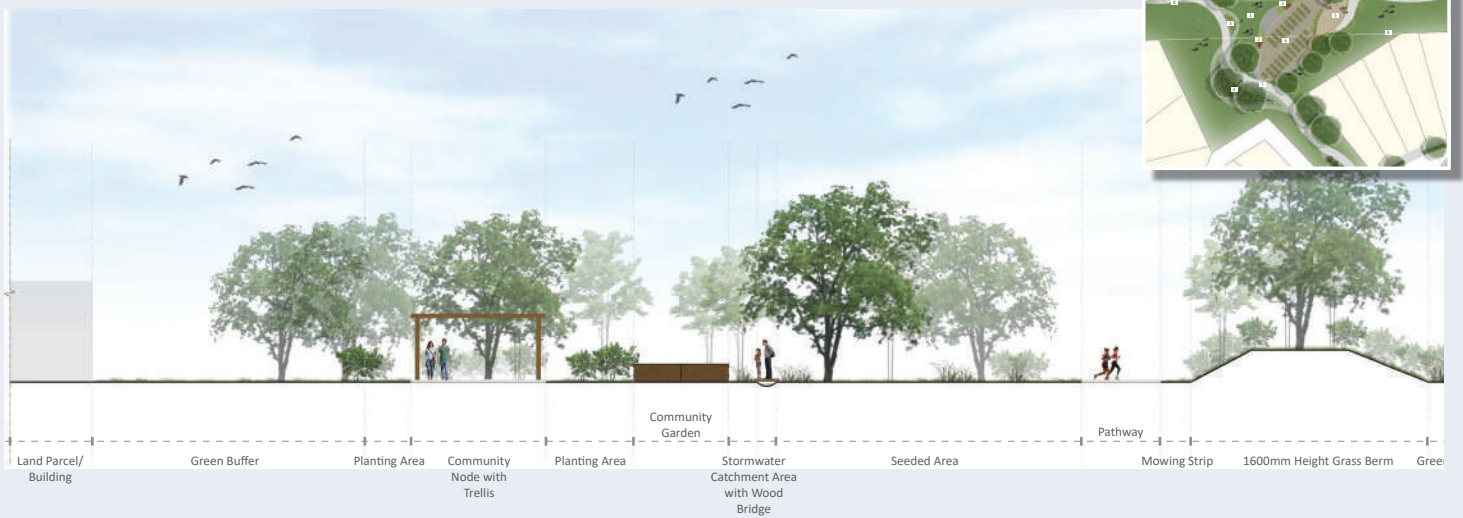 Community
Garden
Pathway
Land Parcel/
Building
Green Buffer
Planting Area
Community
Node with
Trellis
Planting Area
Stormwater
Catchment Area
with Wood
Bridge
Seeded Area
Mowing Strip
1600mm Height Grass Berm